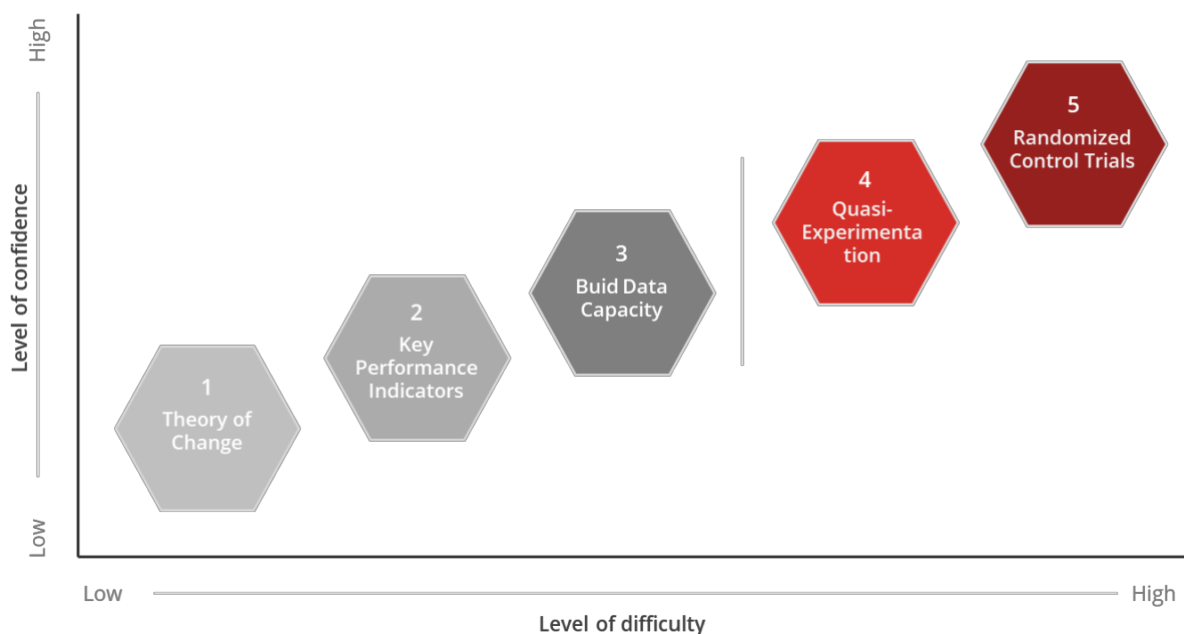 High
Level of confidence
Low
1
Theory of
Change
2
Key
Performance
Indicators
3
Buid Data
Capacity
4
Quasi-
Experimenta
tion
5
Randomized
Control Trials
Low
High
Level of difficulty